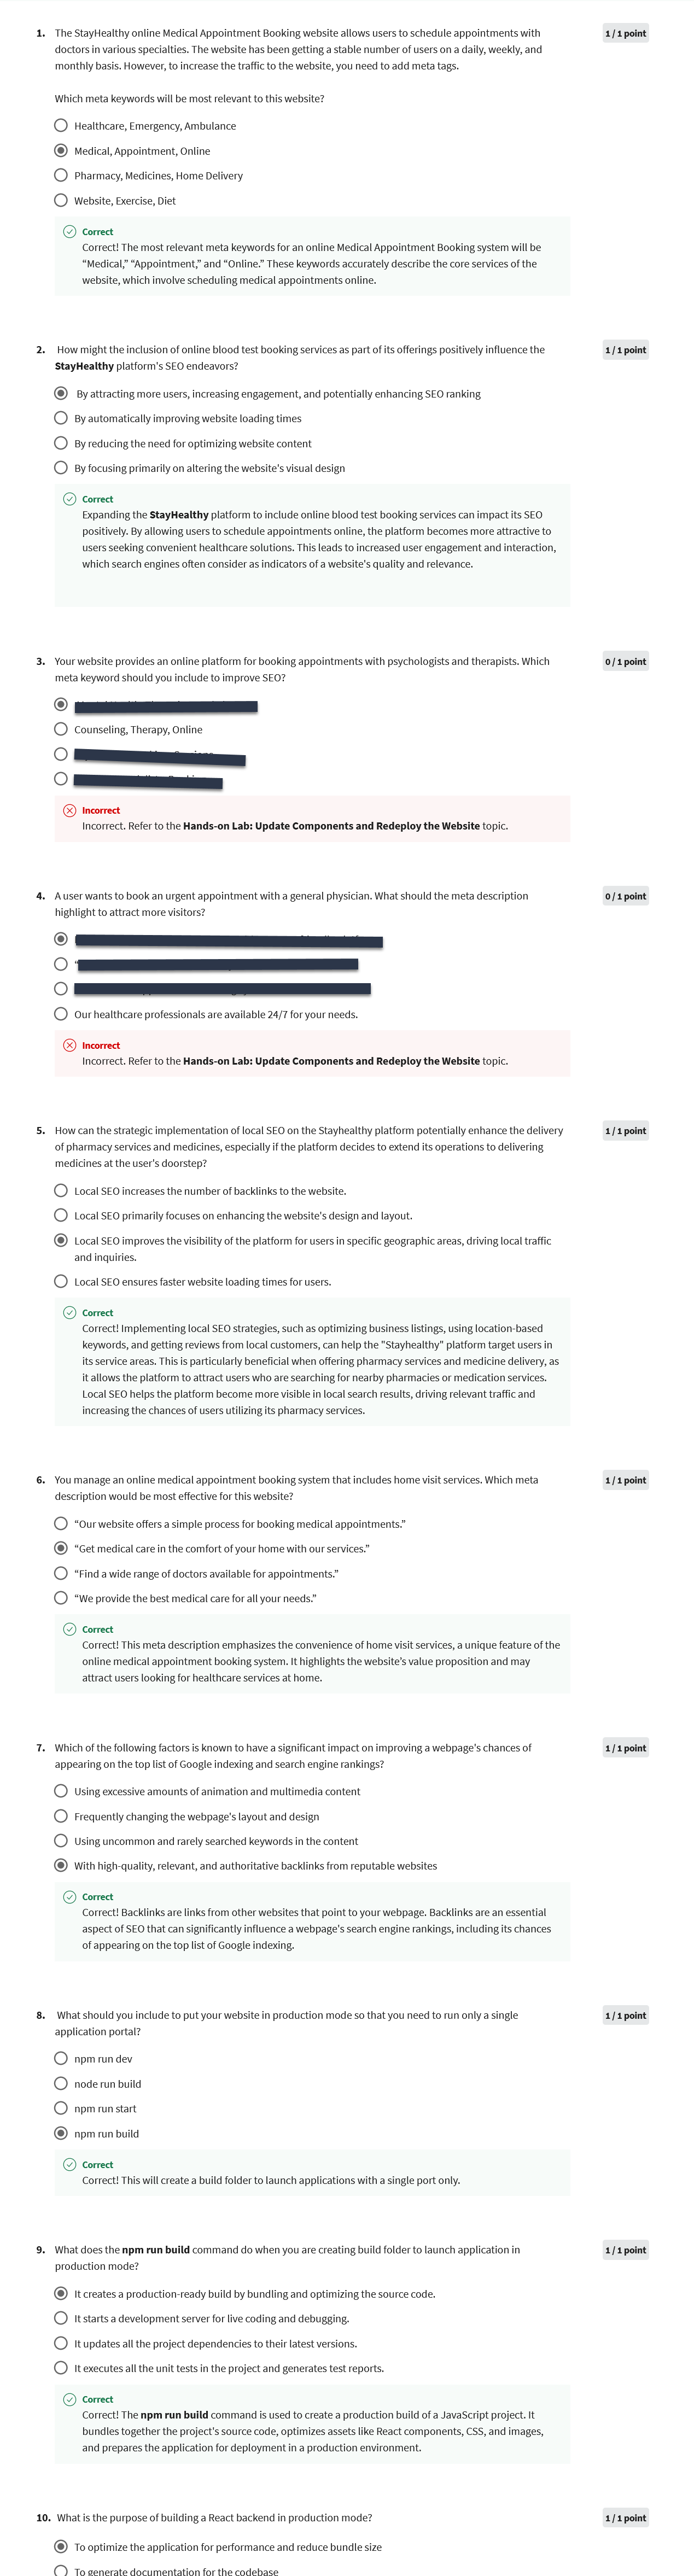 1. The StayHealthy online Medical Appointment Booking website allows users to schedule appointments with
doctors in various specialties. The website has been getting a stable number of users on a daily, weekly, and
monthly basis. However, to increase the traffic to the website, you need to add meta tags.
1 / 1 point
Which meta keywords will be most relevant to this website?
Healthcare, Emergency, Ambulance
Medical, Appointment, Online
Pharmacy, Medicines, Home Delivery
Website, Exercise, Diet
Correct
Correct! The most relevant meta keywords for an online Medical Appointment Booking system will be
“Medical,” “Appointment,” and “Online.” These keywords accurately describe the core services of the
website, which involve scheduling medical appointments online.
2. How might the inclusion of online blood test booking services as part of its offerings positively influence the
StayHealthy platform's SEO endeavors?
1 / 1 point
By attracting more users, increasing engagement, and potentially enhancing SEO ranking
By automatically improving website loading times
By reducing the need for optimizing website content
By focusing primarily on altering the website's visual design
Correct
Expanding the StayHealthy platform to include online blood test booking services can impact its SEO
positively. By allowing users to schedule appointments online, the platform becomes more attractive to
users seeking convenient healthcare solutions. This leads to increased user engagement and interaction,
which search engines often consider as indicators of a website's quality and relevance.
3. Your website provides an online platform for booking appointments with psychologists and therapists. Which
meta keyword should you include to improve SEO?
0 / 1 point
Counseling, Therapy, Online
Incorrect
Incorrect. Refer to the Hands-on Lab: Update Components and Redeploy the Website topic.
4. A user wants to book an urgent appointment with a general physician. What should the meta description
highlight to attract more visitors?
0 / 1 point
Our healthcare professionals are available 24/7 for your needs.
Incorrect
Incorrect. Refer to the Hands-on Lab: Update Components and Redeploy the Website topic.
5. How can the strategic implementation of local SEO on the Stayhealthy platform potentially enhance the delivery
of pharmacy services and medicines, especially if the platform decides to extend its operations to delivering
medicines at the user's doorstep?
1 / 1 point
Local SEO increases the number of backlinks to the website.
Local SEO primarily focuses on enhancing the website's design and layout.
Local SEO improves the visibility of the platform for users in specific geographic areas, driving local traffic
and inquiries.
Local SEO ensures faster website loading times for users.
Correct
Correct! Implementing local SEO strategies, such as optimizing business listings, using location-based
keywords, and getting reviews from local customers, can help the "Stayhealthy" platform target users in
its service areas. This is particularly beneficial when offering pharmacy services and medicine delivery, as
it allows the platform to attract users who are searching for nearby pharmacies or medication services.
Local SEO helps the platform become more visible in local search results, driving relevant traffic and
increasing the chances of users utilizing its pharmacy services.
6. You manage an online medical appointment booking system that includes home visit services. Which meta
description would be most effective for this website?
1 / 1 point
“Our website offers a simple process for booking medical appointments.”
“Get medical care in the comfort of your home with our services.”
“Find a wide range of doctors available for appointments.”
“We provide the best medical care for all your needs.”
Correct
Correct! This meta description emphasizes the convenience of home visit services, a unique feature of the
online medical appointment booking system. It highlights the website’s value proposition and may
attract users looking for healthcare services at home.
7. Which of the following factors is known to have a significant impact on improving a webpage's chances of
appearing on the top list of Google indexing and search engine rankings?
1 / 1 point
Using excessive amounts of animation and multimedia content
Frequently changing the webpage's layout and design
Using uncommon and rarely searched keywords in the content
With high-quality, relevant, and authoritative backlinks from reputable websites
Correct
Correct! Backlinks are links from other websites that point to your webpage. Backlinks are an essential
aspect of SEO that can significantly influence a webpage's search engine rankings, including its chances
of appearing on the top list of Google indexing.
8. What should you include to put your website in production mode so that you need to run only a single
application portal?
1 / 1 point
npm run dev
node run build
npm run start
npm run build
Correct
Correct! This will create a build folder to launch applications with a single port only.
9. What does the npm run build command do when you are creating build folder to launch application in
production mode?
1 / 1 point
It creates a production-ready build by bundling and optimizing the source code.
It starts a development server for live coding and debugging.
It updates all the project dependencies to their latest versions.
It executes all the unit tests in the project and generates test reports.
Correct
Correct! The npm run build command is used to create a production build of a JavaScript project. It
bundles together the project's source code, optimizes assets like React components, CSS, and images,
and prepares the application for deployment in a production environment.
10. What is the purpose of building a React backend in production mode?
1 / 1 point
To optimize the application for performance and reduce bundle size
To generate documentation for the codebase